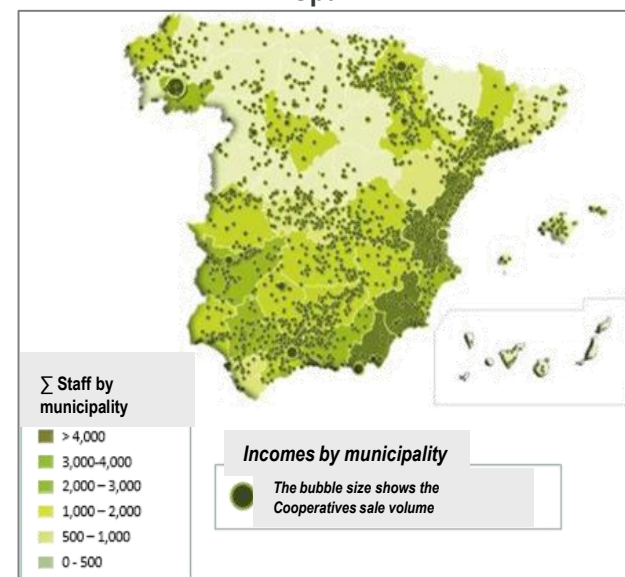 ∑ Staff by
municipality
> 4,000
3,000-4,000
2,000 – 3,000
1,000 – 2,000
500 – 1,000
0 - 500
Incomes by municipality
The bubble size shows the
Cooperatives sale volume